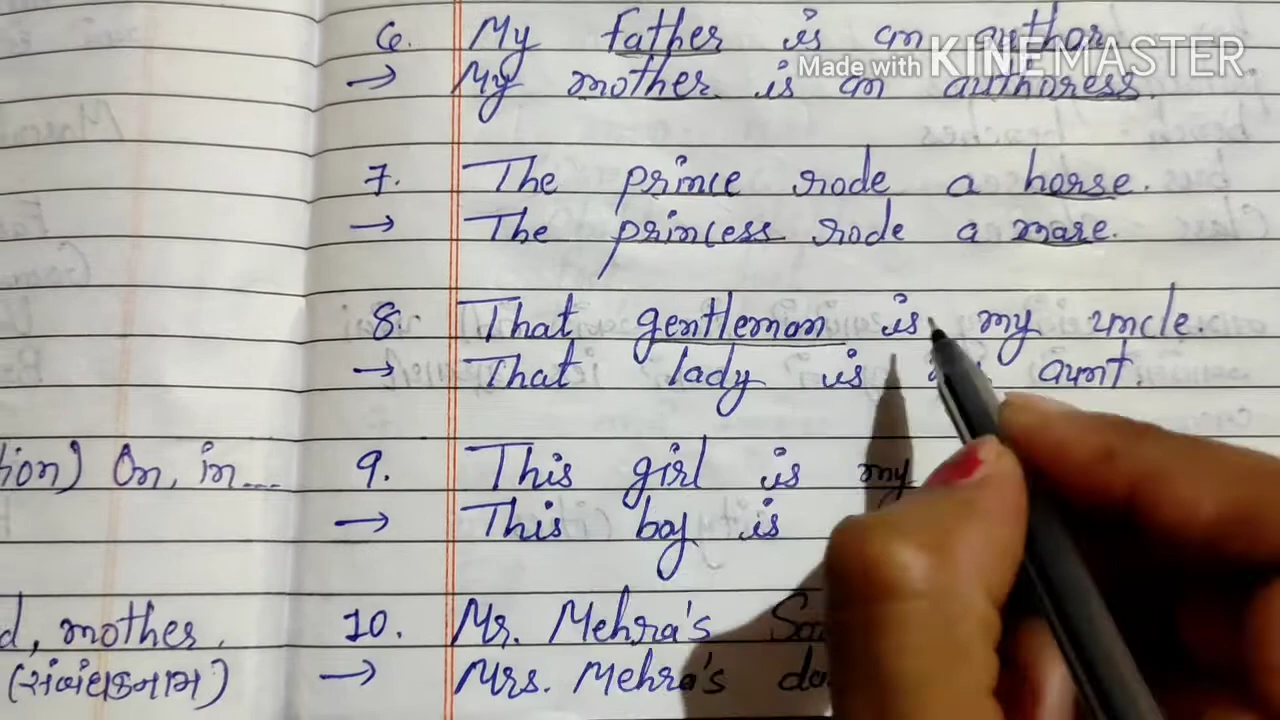 6. My father is an author
Made with KINEMASTER
→ My mother is an authoress.
7. The prince rode a horse.
→ The princess rode a mare.
8. That gentleman is my uncle.
→ That lady is aunt.
tion) On, in...
9. This girl is my
→ This boy is
d, mother,
10. Mr. Mehra's
(સંબંધકનામ)
→ Mrs. Mehra's